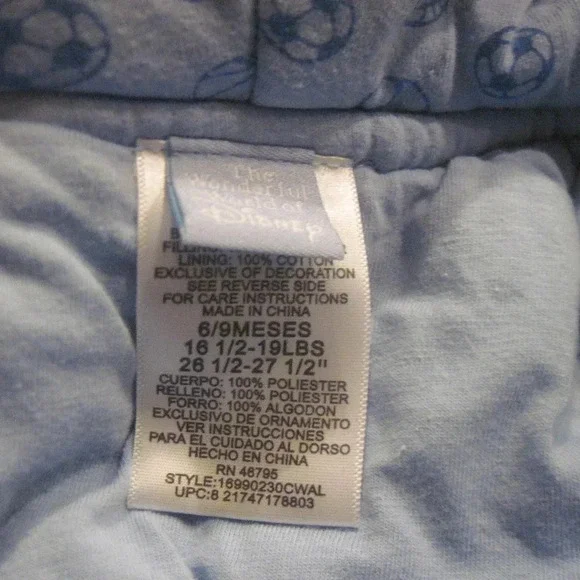 The
Wonderful
World of
Disney
FILLING:
LINING: 100% COTTON
EXCLUSIVE OF DECORATION
SEE REVERSE SIDE
FOR CARE INSTRUCTIONS
MADE IN CHINA
6/9MESES
16 1/2-19LBS
26 1/2-27 1/2"
CUERPO: 100% POLIESTER
RELLENO: 100% POLIESTER
FORRO: 100% ALGODON
EXCLUSIVO DE ORNAMENTO
VER INSTRUCCIONES
PARA EL CUIDADO AL DORSO
HECHO EN CHINA
RN 46795
STYLE:16990230CWAL
UPC:8 21747178803